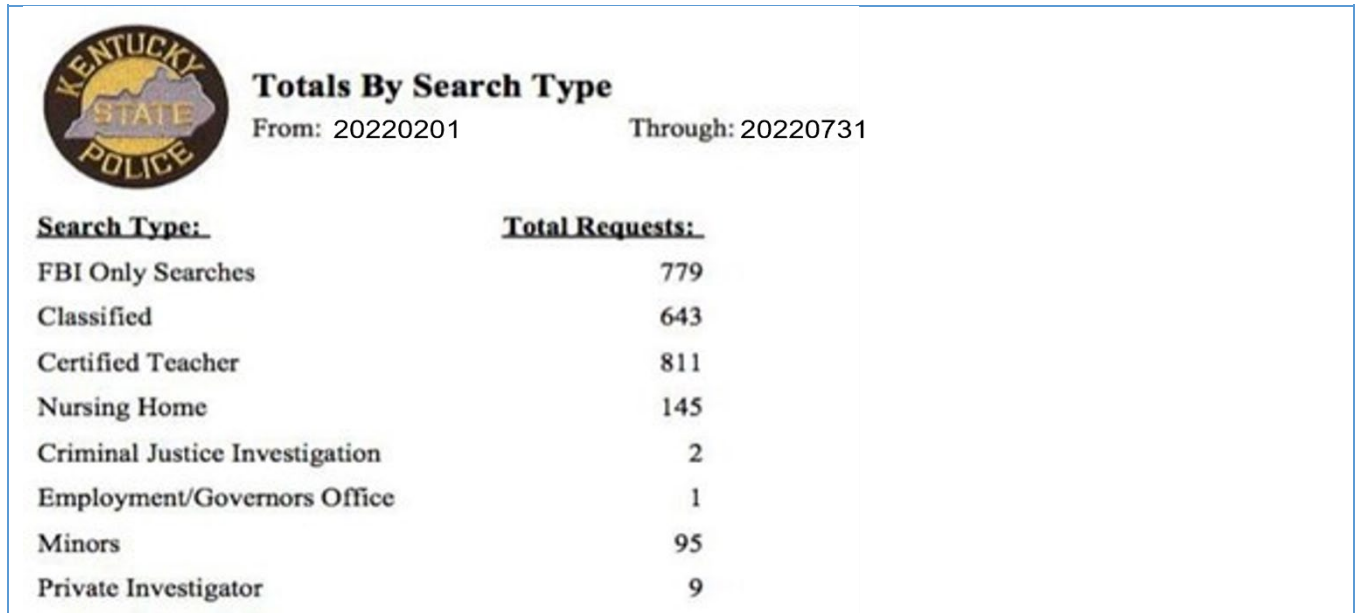 KENTUCKY
STATE
POLICE
Totals By Search Type
From: 20220201 Through: 20220731
Search Type: Total Requests:
FBI Only Searches 779
Classified 643
Certified Teacher 811
Nursing Home 145
Criminal Justice Investigation 2
Employment/Governors Office 1
Minors 95
Private Investigator 9